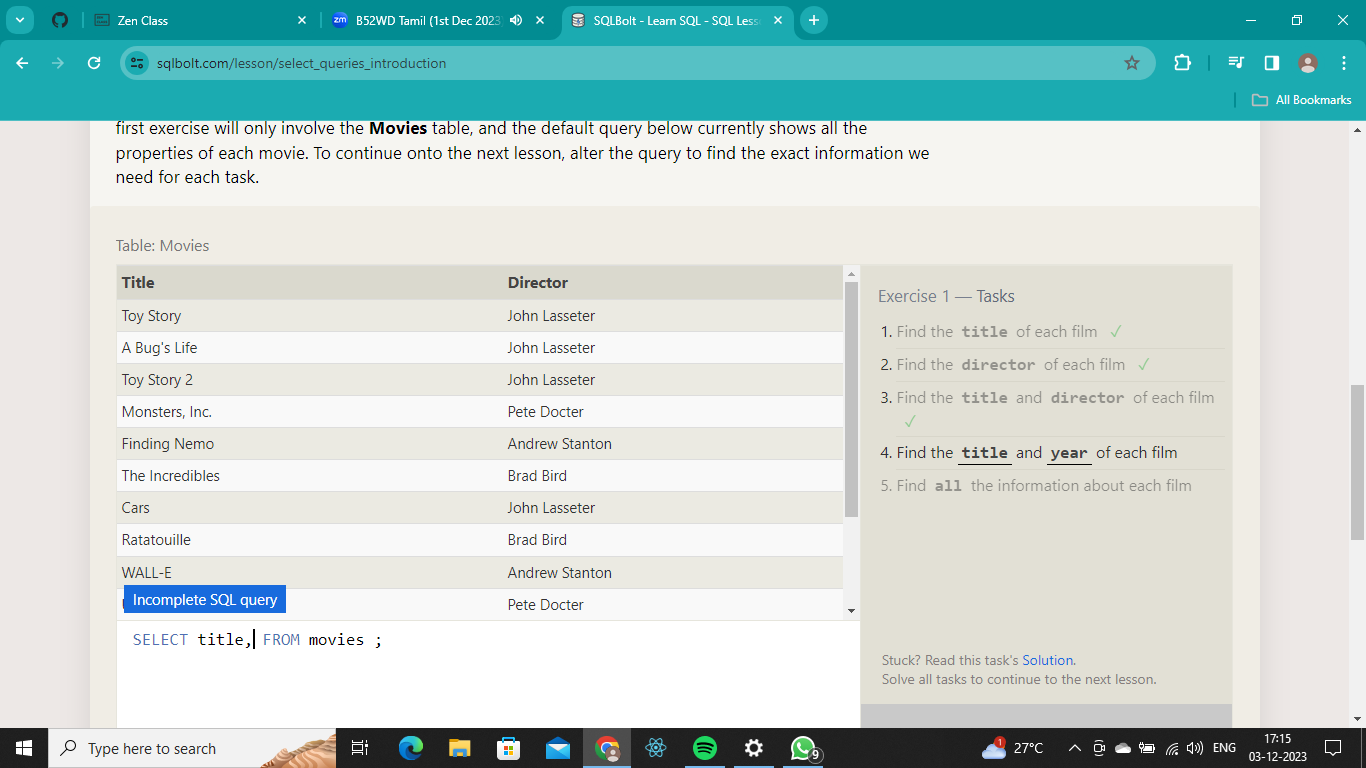 Zen Class
zm B52WD Tamil (1st Dec 2023
SQLBolt - Learn SQL - SQL Less
sqlbolt.com/lesson/select_queries_introduction
All Bookmarks
first exercise will only involve the Movies table, and the default query below currently shows all the
properties of each movie. To continue onto the next lesson, alter the query to find the exact information we
need for each task.
Table: Movies
Title Director
Toy Story John Lasseter
A Bug's Life John Lasseter
Toy Story 2 John Lasseter
Monsters, Inc. Pete Docter
Finding Nemo Andrew Stanton
The Incredibles Brad Bird
Cars John Lasseter
Ratatouille Brad Bird
WALL-E Andrew Stanton
Pete Docter
Incomplete SQL query
SELECT title, FROM movies ;
Exercise 1 — Tasks
1. Find the title of each film ✓
2. Find the director of each film ✓
3. Find the title and director of each film
✓
4. Find the title and year of each film
5. Find all the information about each film
Stuck? Read this task's Solution.
Solve all tasks to continue to the next lesson.
Type here to search
9
1
27°C
ENG
17:15
03-12-2023